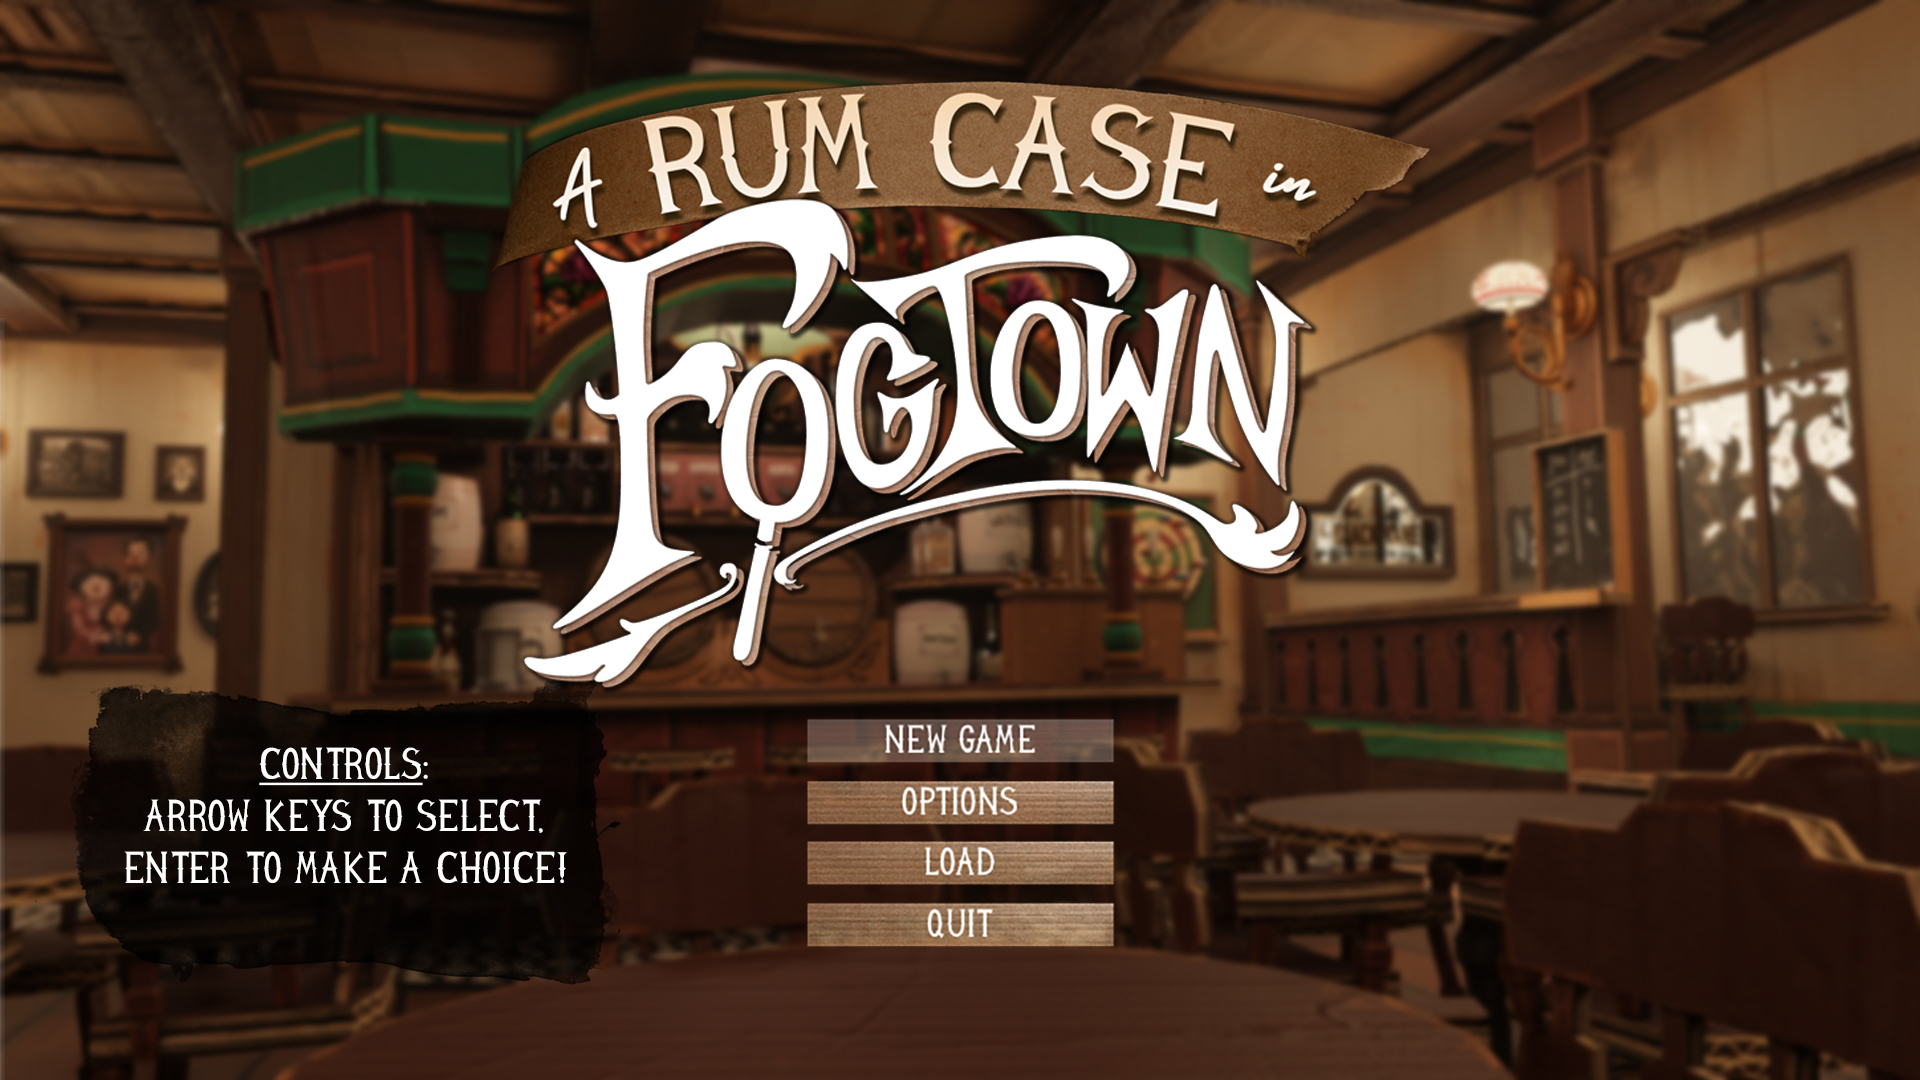 A RUM CASE in
FOGTOWN
CONTROLS:
ARROW KEYS TO SELECT.
ENTER TO MAKE A CHOICE!
NEW GAME
OPTIONS
LOAD
QUIT